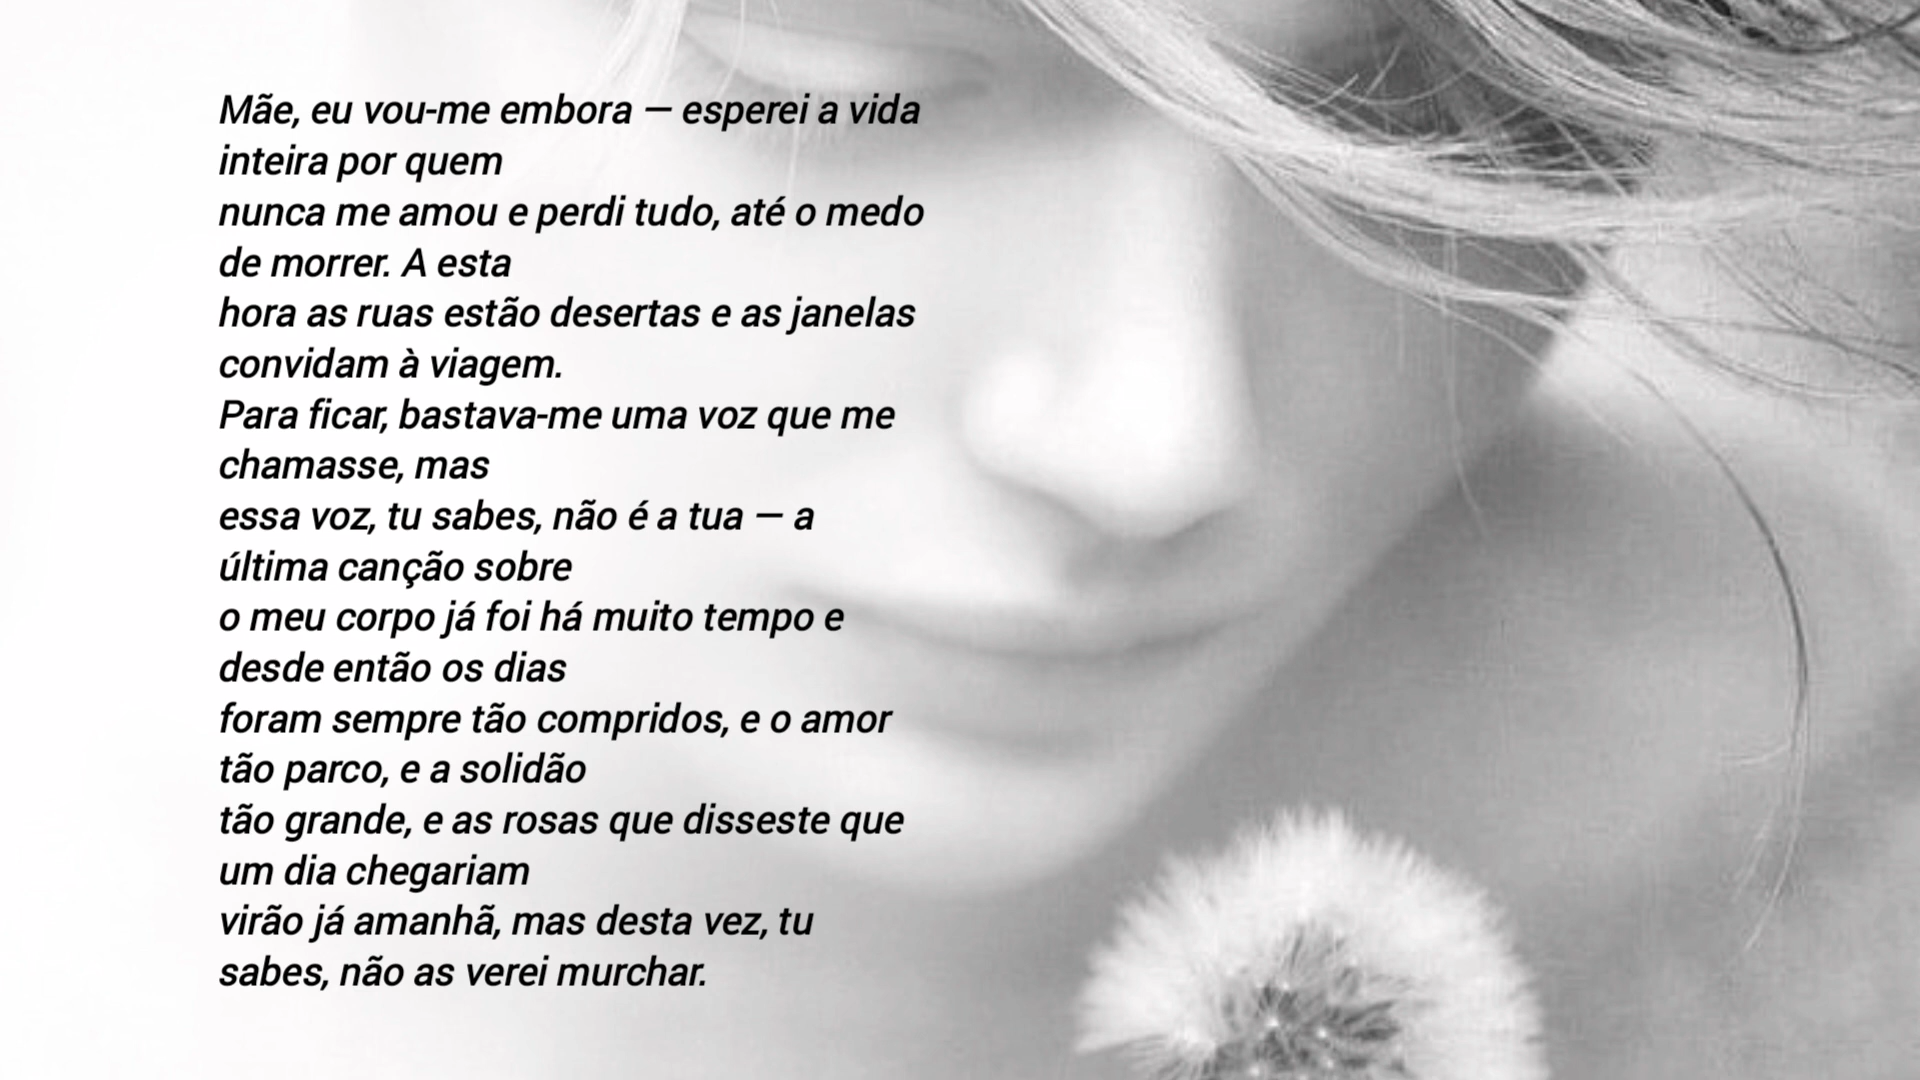 Mãe, eu vou-me embora — esperei a vida
inteira por quem
nunca me amou e perdi tudo, até o medo
de morrer. A esta
hora as ruas estão desertas e as janelas
convidam à viagem.
Para ficar, bastava-me uma voz que me
chamasse, mas
essa voz, tu sabes, não é a tua — a
última canção sobre
o meu corpo já foi há muito tempo e
desde então os dias
foram sempre tão compridos, e o amor
tão parco, e a solidão
tão grande, e as rosas que disseste que
um dia chegariam
virão já amanhã, mas desta vez, tu
sabes, não as verei murchar.